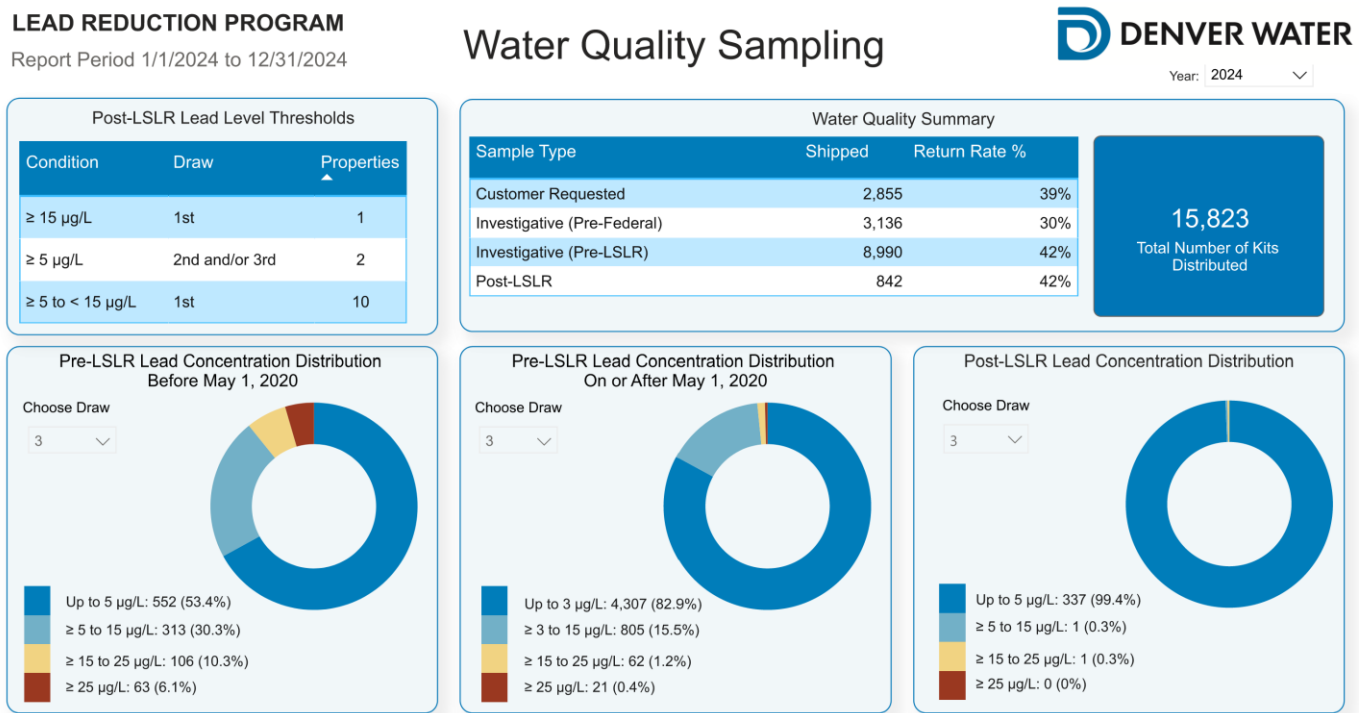 LEAD REDUCTION PROGRAM
Report Period 1/1/2024 to 12/31/2024
Water Quality Sampling
DENVER WATER
Year: 2024
Post-LSLR Lead Level Thresholds
Condition Draw Properties
≥ 15 µg/L 1st 1
≥ 5 µg/L 2nd and/or 3rd 2
≥ 5 to < 15 µg/L 1st 10
Water Quality Summary
Sample Type Shipped Return Rate %
Customer Requested 2,855 39%
Investigative (Pre-Federal) 3,136 30%
Investigative (Pre-LSLR) 8,990 42%
Post-LSLR 842 42%
15,823
Total Number of Kits
Distributed
Pre-LSLR Lead Concentration Distribution
Before May 1, 2020
Choose Draw
3
Up to 5 µg/L: 552 (53.4%)
≥ 5 to 15 µg/L: 313 (30.3%)
≥ 15 to 25 µg/L: 106 (10.3%)
≥ 25 µg/L: 63 (6.1%)
Pre-LSLR Lead Concentration Distribution
On or After May 1, 2020
Choose Draw
3
Up to 3 µg/L: 4,307 (82.9%)
≥ 3 to 15 µg/L: 805 (15.5%)
≥ 15 to 25 µg/L: 62 (1.2%)
≥ 25 µg/L: 21 (0.4%)
Post-LSLR Lead Concentration Distribution
Choose Draw
3
Up to 5 µg/L: 337 (99.4%)
≥ 5 to 15 µg/L: 1 (0.3%)
≥ 15 to 25 µg/L: 1 (0.3%)
≥ 25 µg/L: 0 (0%)